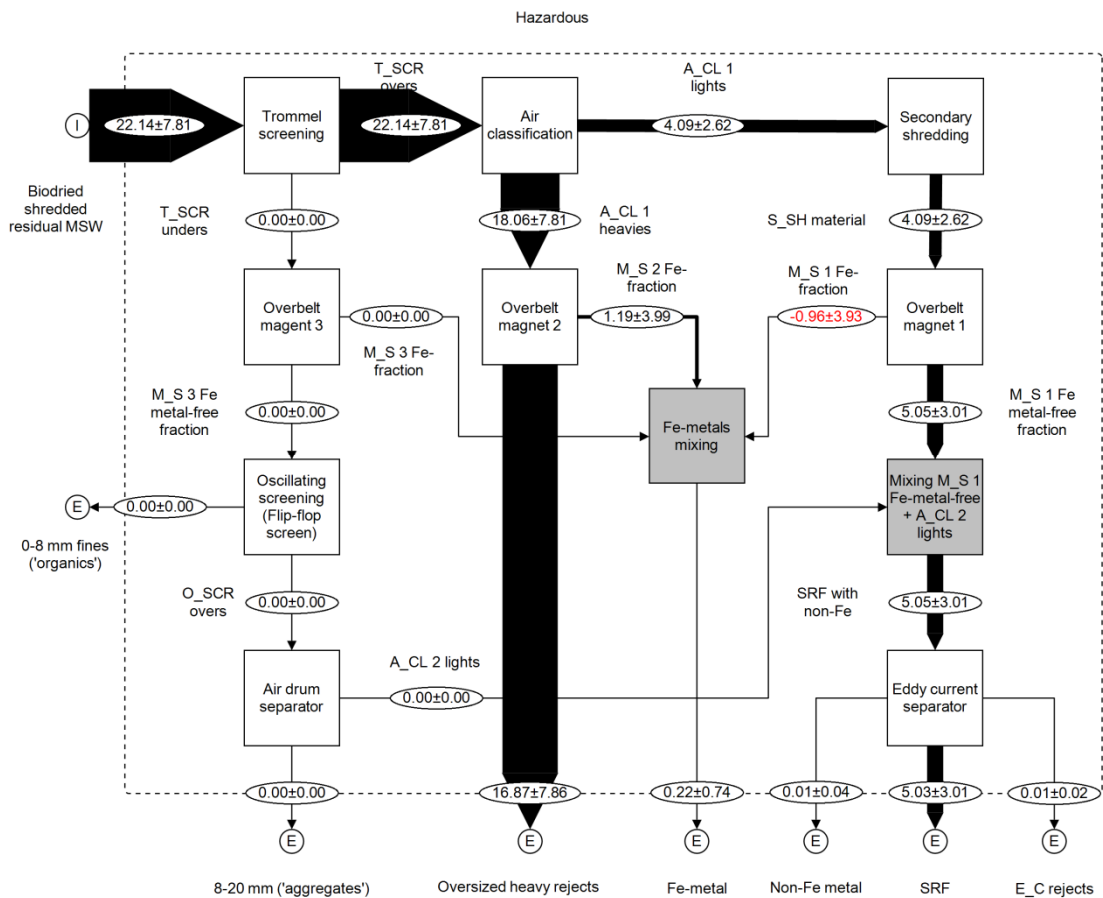 Hazardous
T_SCR
overs
A_CL 1
lights
I
22.14±7.81
Trommel
screening
22.14±7.81
Air
classification
4.09±2.62
Secondary
shredding
Biodried
shredded
residual MSW
T_SCR
unders
0.00±0.00
18.06±7.81
A_CL 1
heavies
S_SH material
4.09±2.62
M_S 2 Fe-
fraction
M_S 1 Fe-
fraction
Overbelt
magent 3
0.00±0.00
Overbelt
magnet 2
1.19±3.99
-0.96±3.93
Overbelt
magnet 1
M_S 3 Fe-
fraction
M_S 3 Fe
metal-free
fraction
0.00±0.00
Fe-metals
mixing
5.05±3.01
M_S 1 Fe
metal-free
fraction
E
0.00±0.00
0-8 mm fines
('organics')
Oscillating
screening
(Flip-flop
screen)
Mixing M_S 1
Fe-metal-free
+ A_CL 2
lights
O_SCR
overs
0.00±0.00
SRF with
non-Fe
5.05±3.01
A_CL 2 lights
Air drum
separator
0.00±0.00
Eddy current
separator
0.00±0.00
16.87±7.86
0.22±0.74
0.01±0.04
5.03±3.01
0.01±0.02
E
E
E
E
E
E
8-20 mm ('aggregates')
Oversized heavy rejects
Fe-metal
Non-Fe metal
SRF
E_C rejects